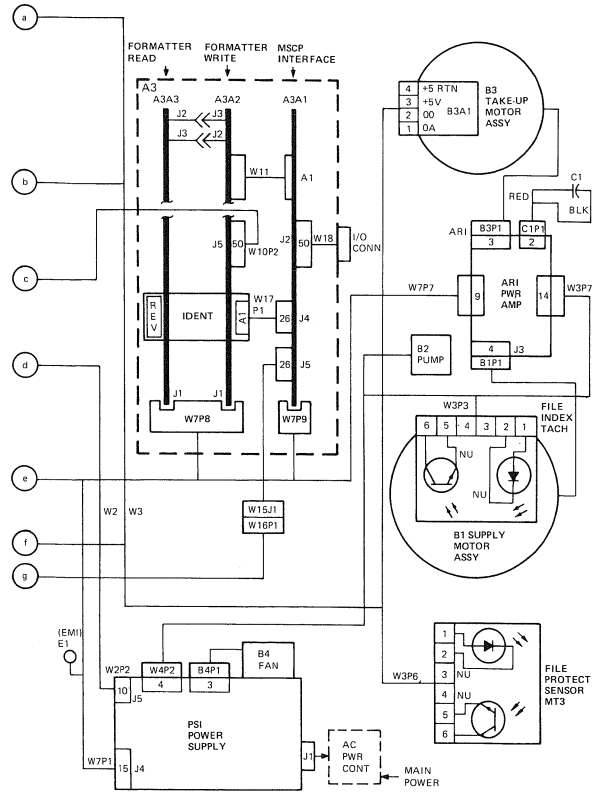 a
FORMATTER READ
FORMATTER WRITE
MSCP INTERFACE
A3
A3A3
A3A2
A3A1
J2
J3
J3
J2
W11
A1
b
J5
50
W10P2
J2
50
W18
I/O CONN
c
REV
IDENT
A1
W17
P1
26
J4
26
J5
d
J1
J1
W7P8
W7P9
e
W2
W3
W15J1
W16P1
f
g
4
+5 RTN
3
+5V
2
00
1
0A
B3A1
B3
TAKE-UP
MOTOR
ASSY
C1
RED
BLK
ARI
B3P1
3
C1P1
2
W7P7
9
ARI
PWR
AMP
14
W3P7
4
J3
B1P1
B2
PUMP
W3P3
FILE
INDEX
TACH
6 5 4 3 2 1
NU
NU
B1 SUPPLY
MOTOR
ASSY
(EMI)
E1
W2P2
W4P2
4
B4P1
3
B4
FAN
10
J5
PSI
POWER
SUPPLY
W7P1
15
J4
J1
AC
PWR
CONT
MAIN
POWER
W3P6
1
2
3
NU
4
NU
5
6
FILE
PROTECT
SENSOR
MT3